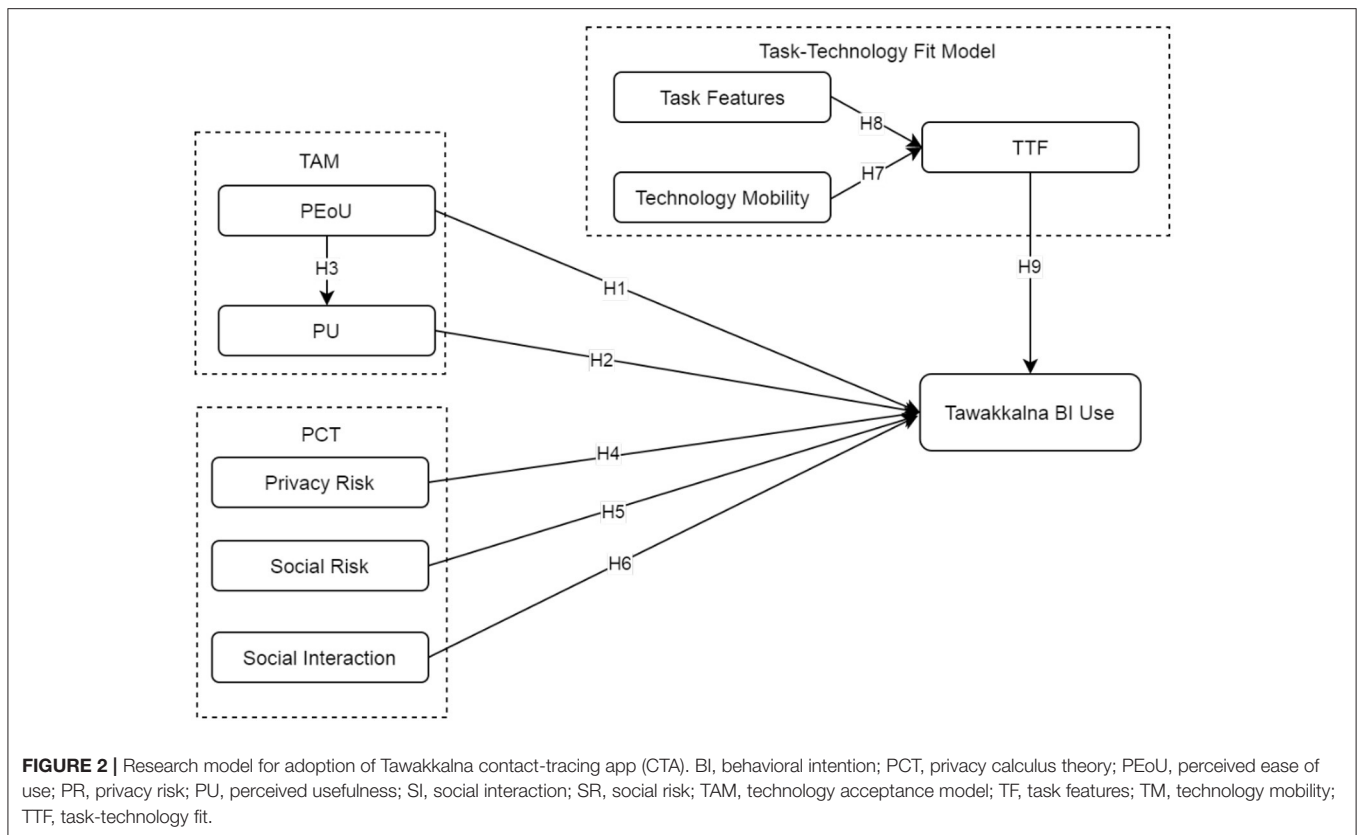 Task-Technology Fit Model
Task Features
H8
TTF
H7
Technology Mobility
H9
TAM
PEoU
H3
PU
H1
H2
Tawakkalna BI Use
PCT
Privacy Risk
H4
Social Risk
H5
Social Interaction
H6
FIGURE 2 | Research model for adoption of Tawakkalna contact-tracing app (CTA). BI, behavioral intention; PCT, privacy calculus theory; PEoU, perceived ease of
use; PR, privacy risk; PU, perceived usefulness; SI, social interaction; SR, social risk; TAM, technology acceptance model; TF, task features; TM, technology mobility;
TTF, task-technology fit.